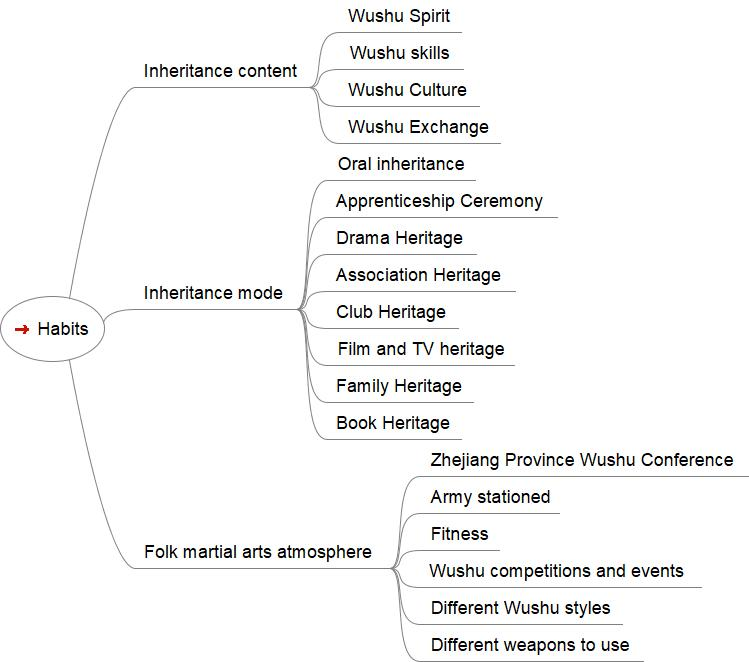 Habits
Inheritance content
Wushu Spirit
Wushu skills
Wushu Culture
Wushu Exchange
Inheritance mode
Oral inheritance
Apprenticeship Ceremony
Drama Heritage
Association Heritage
Club Heritage
Film and TV heritage
Family Heritage
Book Heritage
Folk martial arts atmosphere
Zhejiang Province Wushu Conference
Army stationed
Fitness
Wushu competitions and events
Different Wushu styles
Different weapons to use